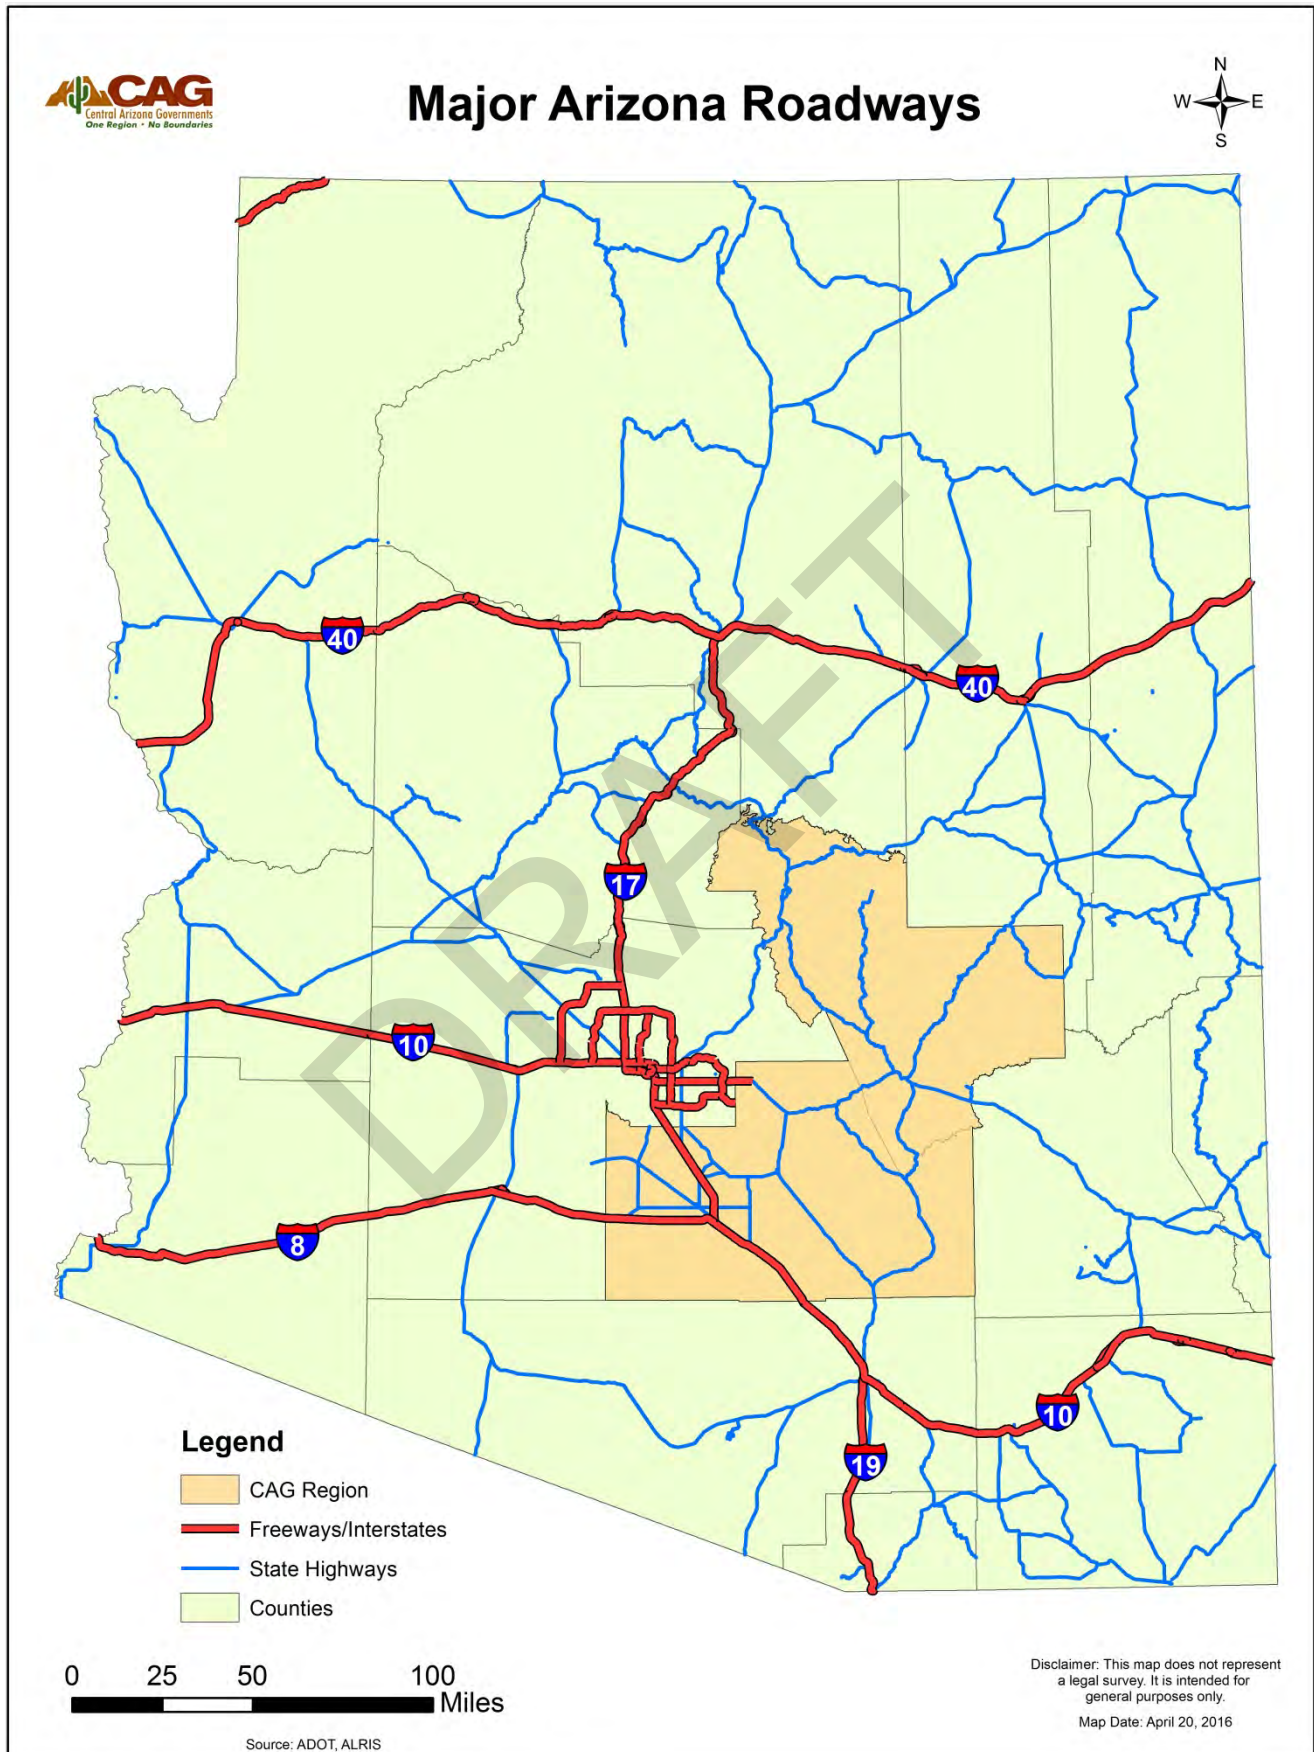 CAG
Central Arizona Governments
One Region • No Boundaries
Major Arizona Roadways
N
W
E
S
40
40
17
10
8
10
19
DRAFT
Legend
CAG Region
Freeways/Interstates
State Highways
Counties
0 25 50 100
Miles
Source: ADOT, ALRIS
Disclaimer: This map does not represent
a legal survey. It is intended for
general purposes only.
Map Date: April 20, 2016